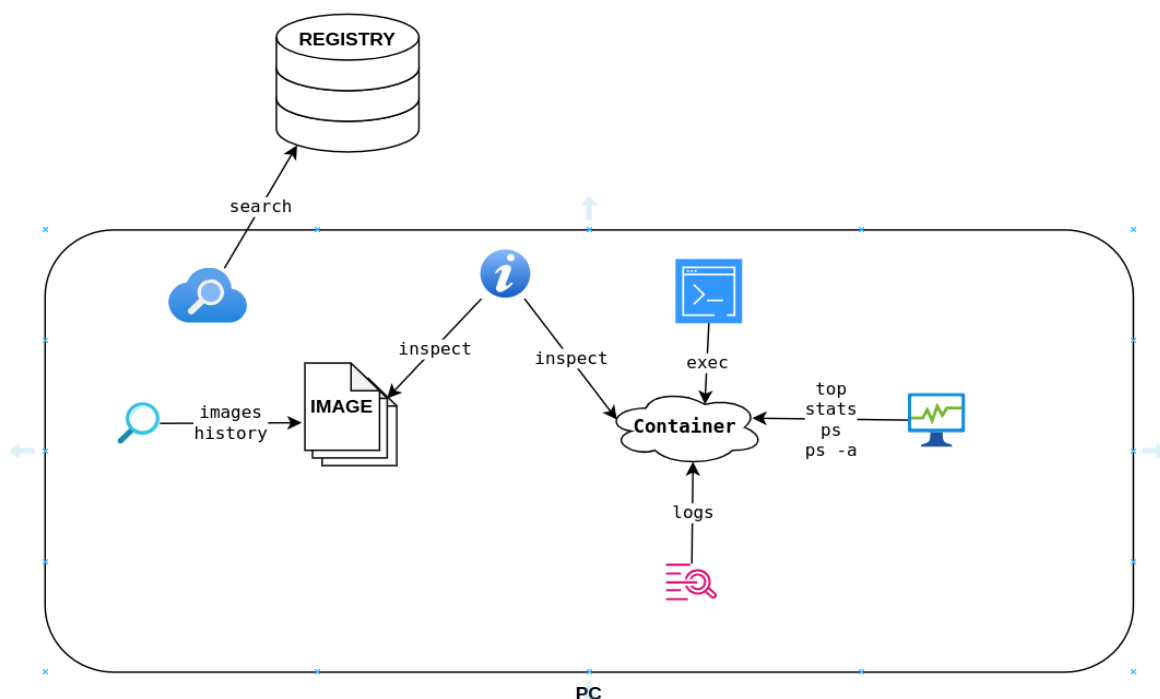 REGISTRY
search
inspect
inspect
exec
images
history
IMAGE
Container
top
stats
ps
ps -a
logs
PC